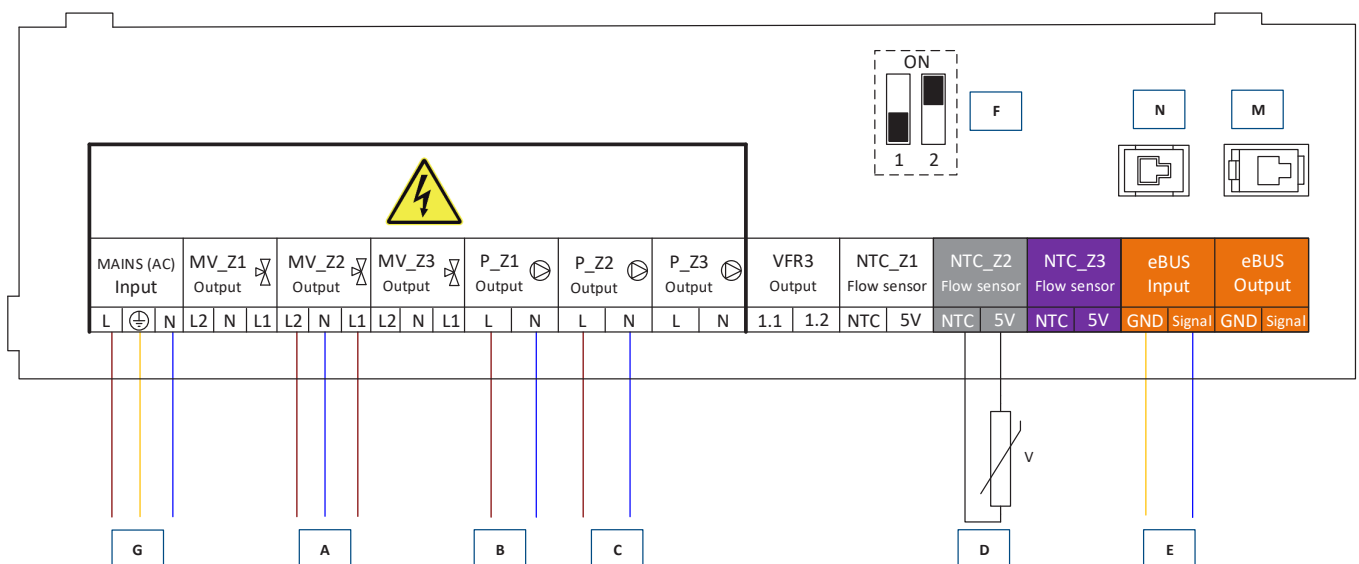 ON
1 2
F
N
M
MAINS (AC)
Input
MV_Z1
Output
MV_Z2
Output
MV_Z3
Output
P_Z1
Output
P_Z2
Output
P_Z3
Output
VFR3
Output
NTC_Z1
Flow sensor
NTC_Z2
Flow sensor
NTC_Z3
Flow sensor
eBUS
Input
eBUS
Output
L N L2 N L1 L2 N L1 L2 N L1 L N L N L N 1.1 1.2 NTC 5V NTC 5V NTC 5V GND Signal GND Signal
V
G
A
B
C
D
E